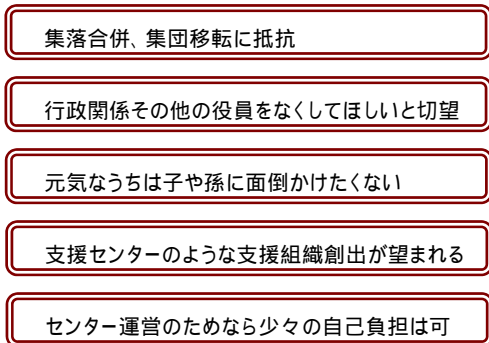 集落合併、集団移転に抵抗
行政関係その他の役員をなくしてほしいと切望
元気なうちは子や孫に面倒かけたくない
支援センターのような支援組織創出が望まれる
センター運営のためなら少々の自己負担は可